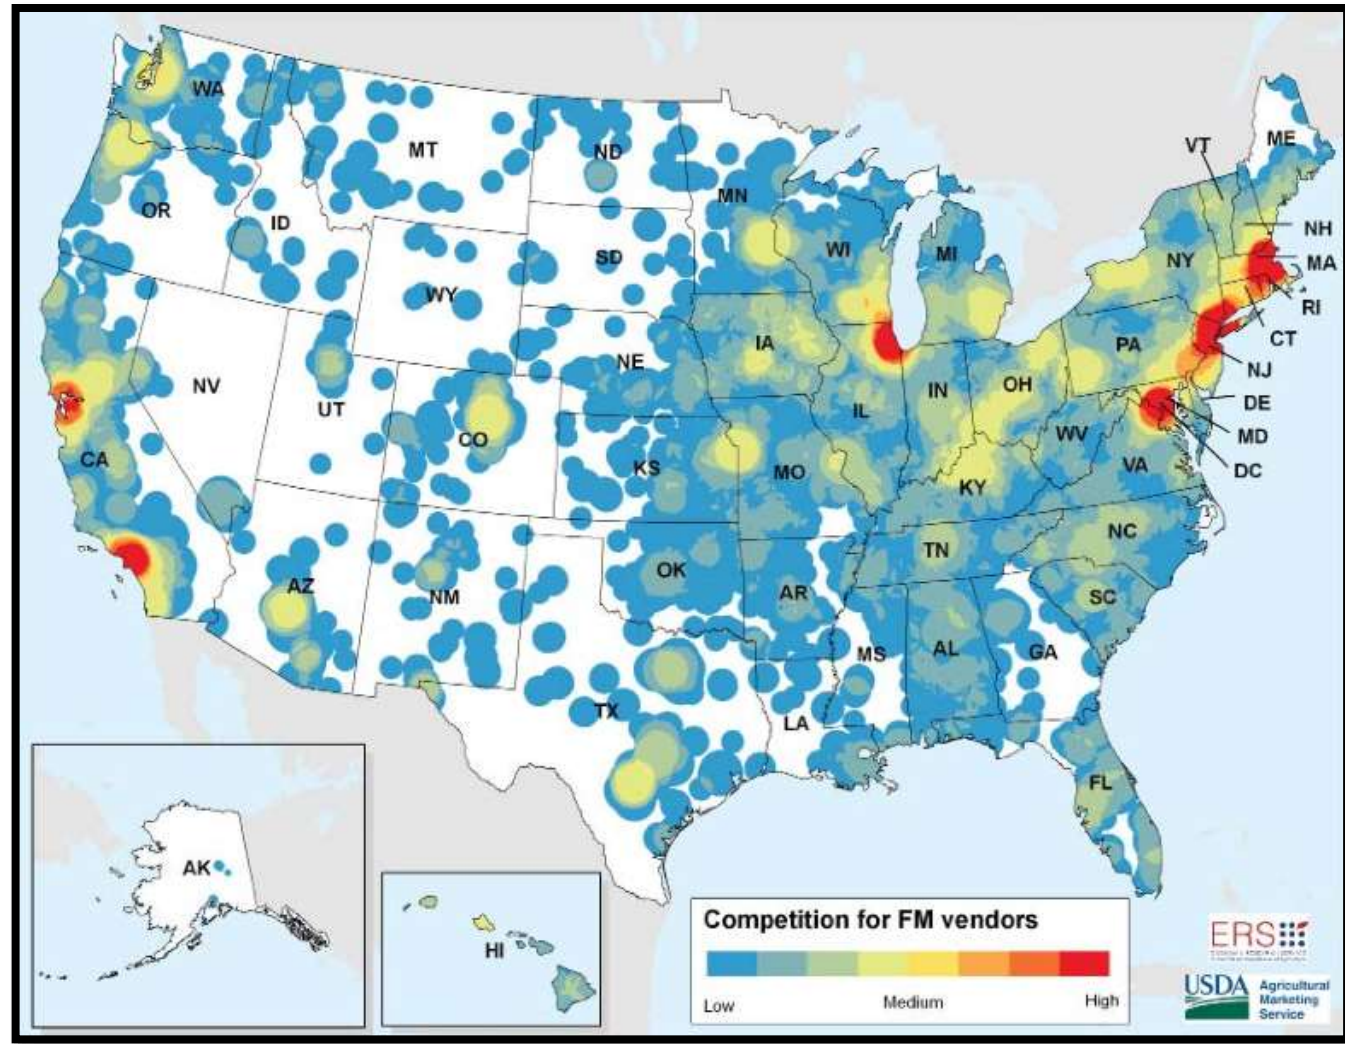 WA
MT
ND
MN
VT
ME
OR
ID
SD
WI
MI
NY
NH
MA
RI
WY
IA
PA
CT
NV
NE
NJ
UT
CO
IL
IN
OH
DE
CA
KS
MO
WV
MD
KY
VA
DC
AZ
NM
OK
AR
TN
NC
SC
MS
AL
GA
TX
LA
FL
AK
HI
Competition for FM vendors
Low
Medium
High
ERS
USDA Agricultural
Marketing
Service